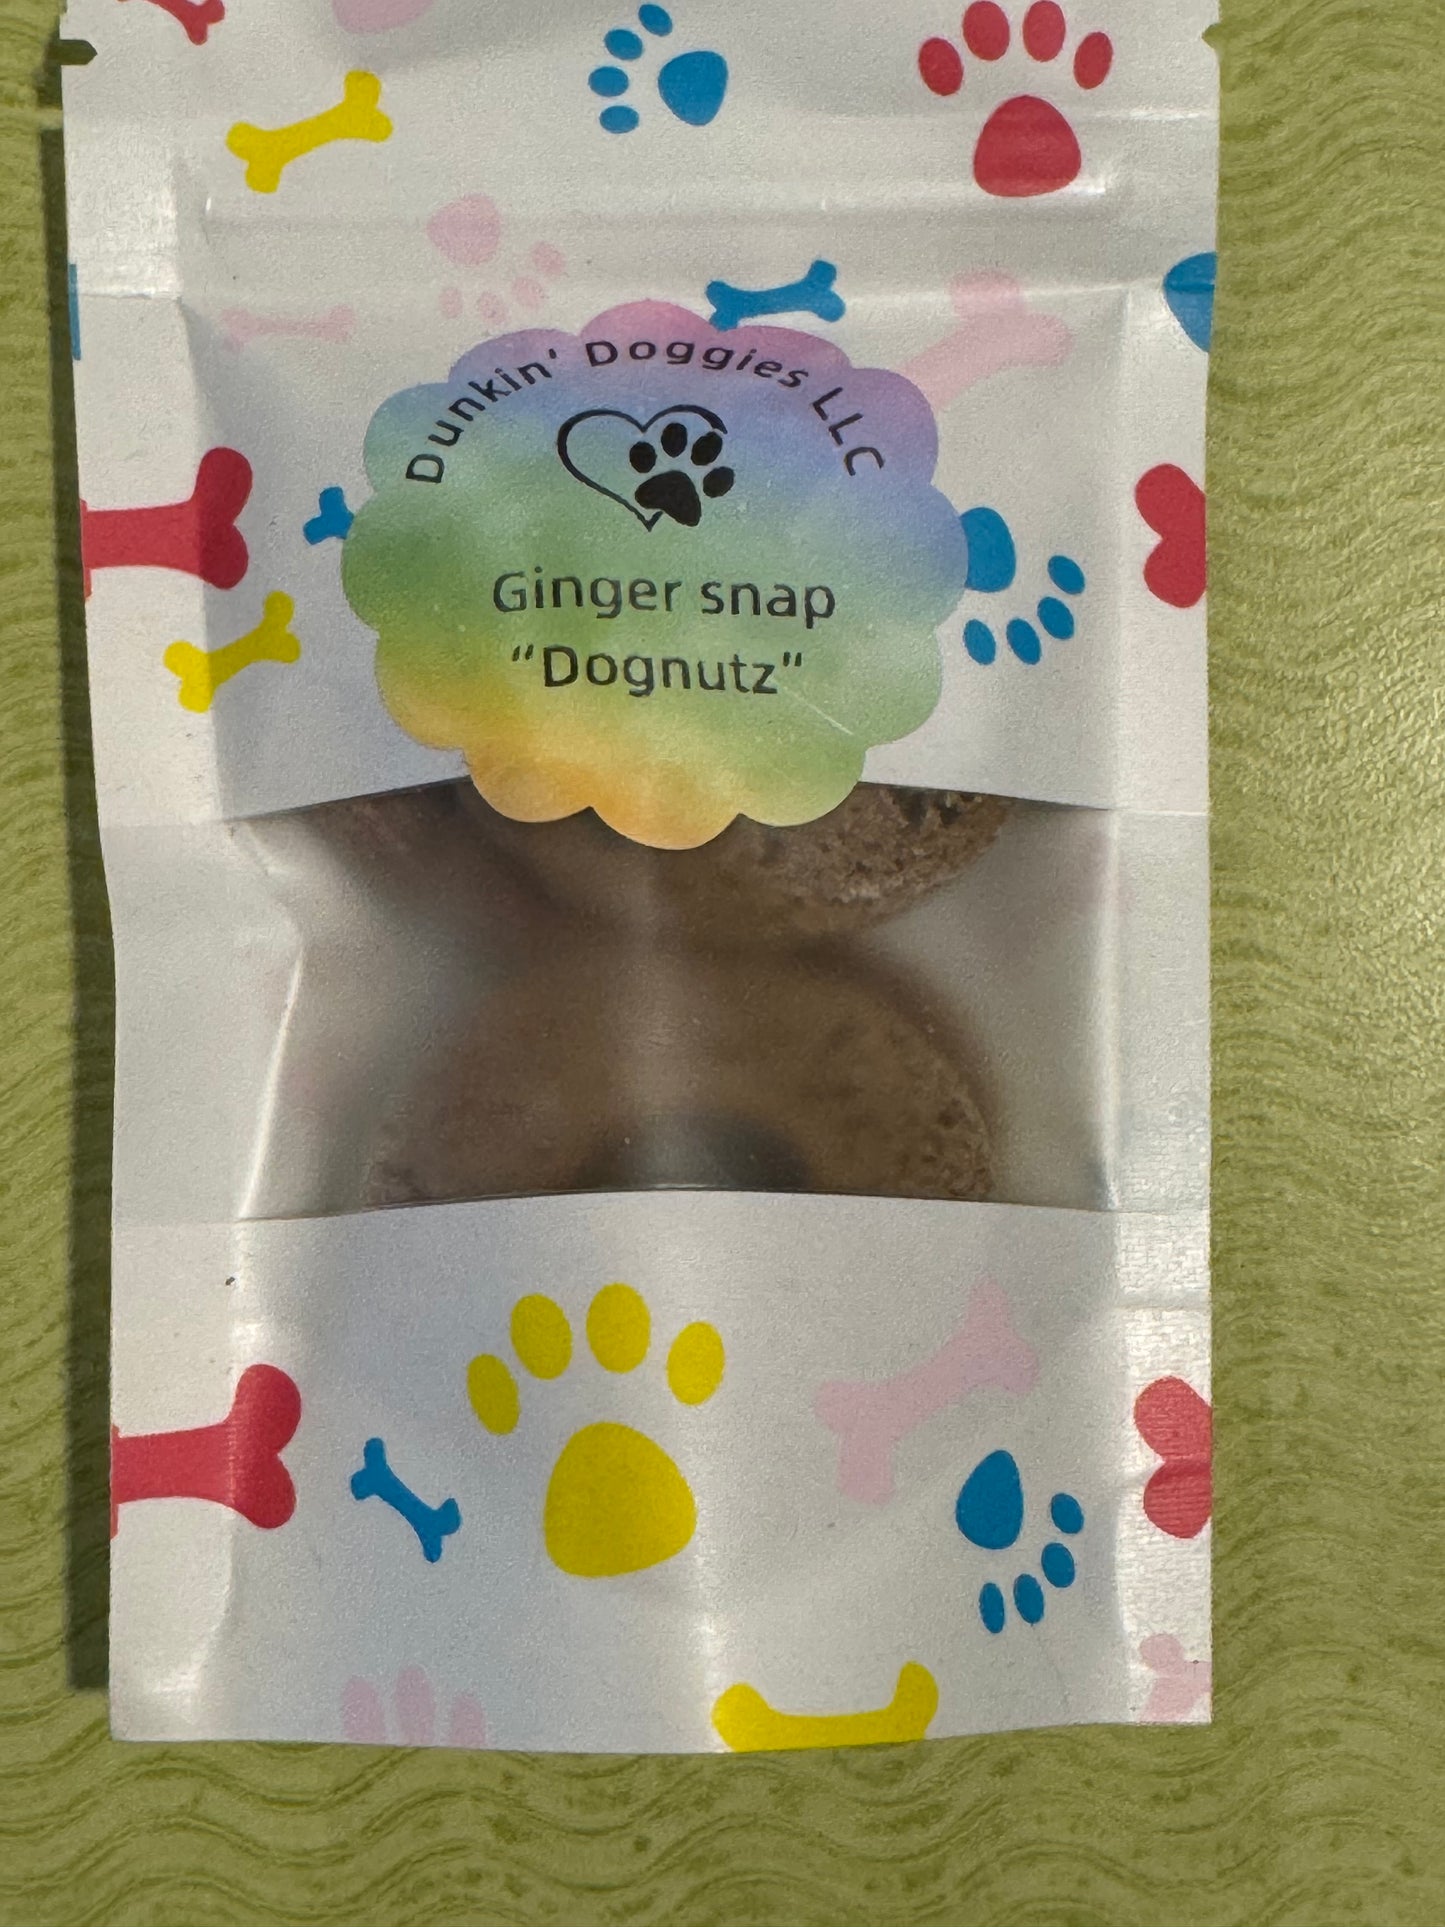 Dunkin' Doggies LLC
Ginger snap
"Dognutz"